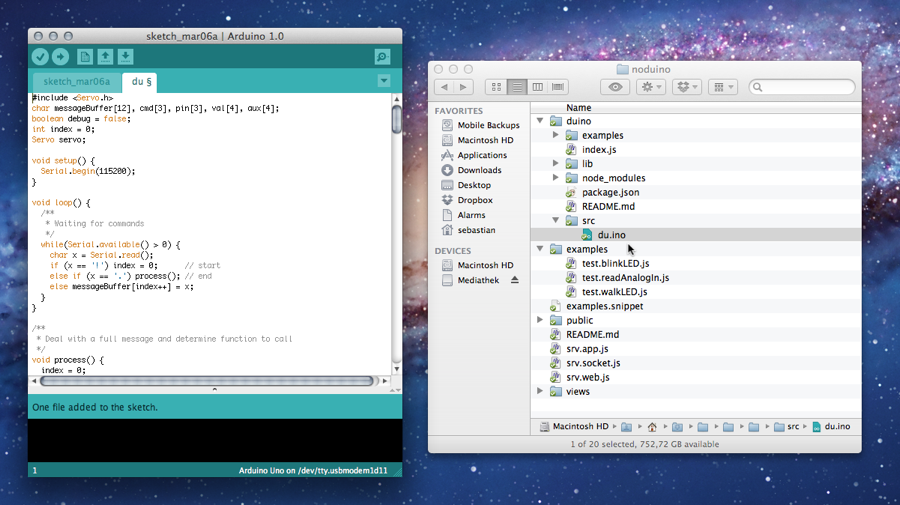 sketch_mar06a | Arduino 1.0
sketch_mar06a
du §
#include <Servo.h>
char messageBuffer[12], cmd[3], pin[3], val[4], aux[4];
boolean debug = false;
int index = 0;
Servo servo;
void setup() {
Serial.begin(115200);
}
void loop() {
/**
* Waiting for commands
*/
while(Serial.available() > 0) {
char x = Serial.read();
if (x == '!') index = 0; // start
else if (x == '.') process(); // end
else messageBuffer[index++] = x;
}
}
/**
* Deal with a full message and determine function to call
*/
void process() {
index = 0;
One file added to the sketch.
1
Arduino Uno on /dev/tty.usbmodem1d11
noduino
FAVORITES
Mobile Backups
Macintosh HD
Applications
Downloads
Desktop
Dropbox
Alarms
sebastian
DEVICES
Macintosh HD
Mediathek
Name
duino
examples
index.js
lib
node_modules
package.json
README.md
src
du.ino
examples
test.blinkLED.js
test.readAnalogIn.js
test.walkLED.js
examples.snippet
public
README.md
srv.app.js
srv.socket.js
srv.web.js
views
Macintosh HD
src
du.ino
1 of 20 selected, 752,72 GB available